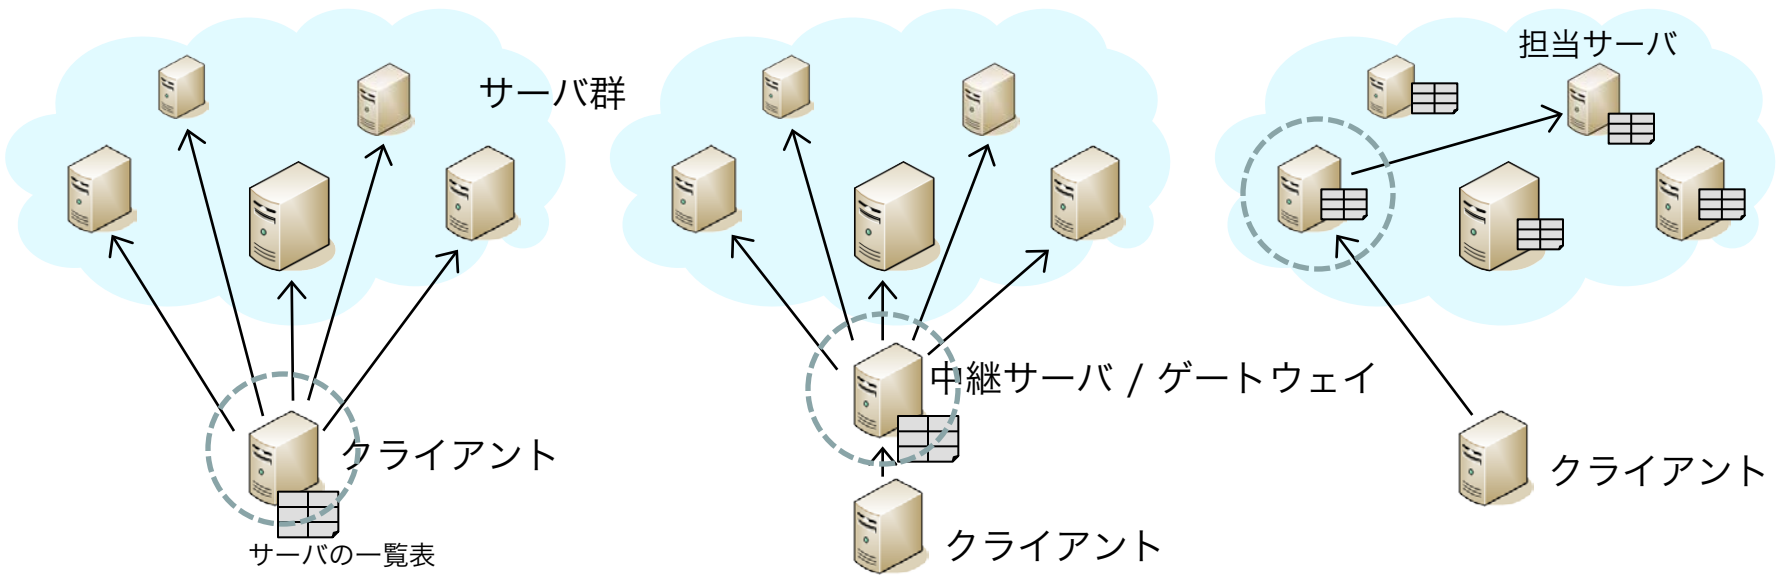 サーバ群
クライアント
サーバの一覧表
中継サーバ / ゲートウェイ
クライアント
担当サーバ
クライアント